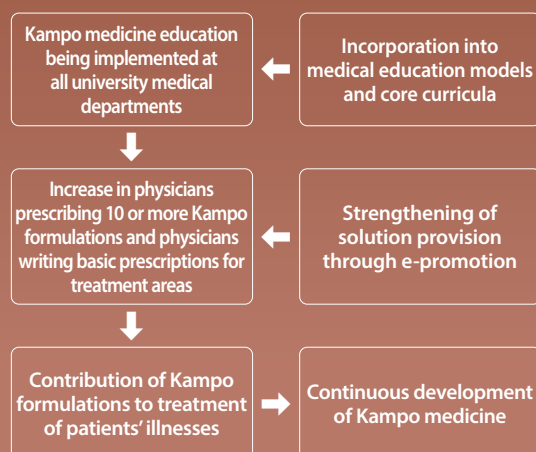 Kampo medicine education
being implemented at
all university medical
departments
Incorporation into
medical education models
and core curricula
Increase in physicians
prescribing 10 or more Kampo
formulations and physicians
writing basic prescriptions for
treatment areas
Strengthening of
solution provision
through e-promotion
Contribution of Kampo
formulations to treatment
of patients’ illnesses
Continuous development
of Kampo medicine